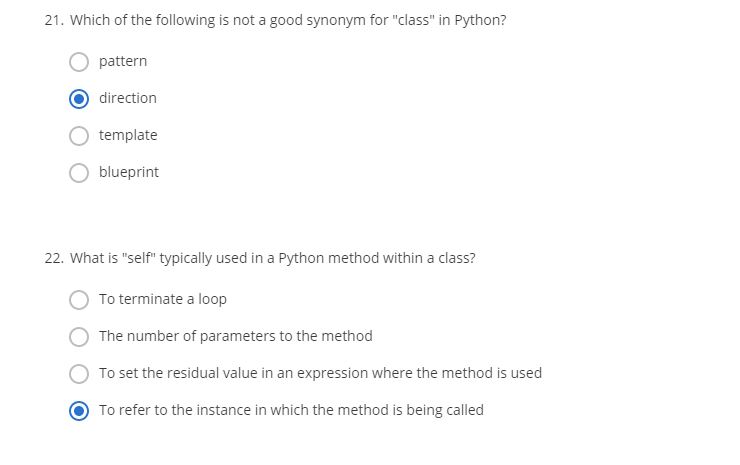 21. Which of the following is not a good synonym for "class" in Python?
pattern
direction
template
blueprint
22. What is "self" typically used in a Python method within a class?
To terminate a loop
The number of parameters to the method
To set the residual value in an expression where the method is used
To refer to the instance in which the method is being called